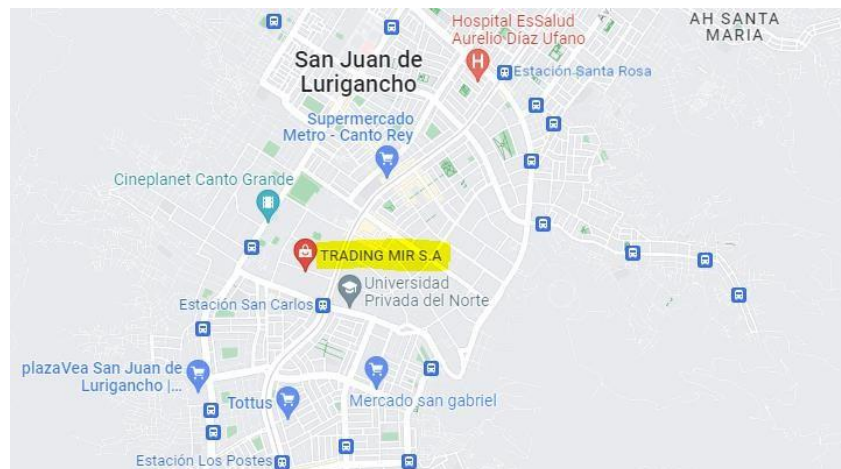 Hospital EsSalud
Aurelio Díaz Ufano
AH SANTA
MARIA
San Juan de
Lurigancho
H
Estación Santa Rosa
Supermercado
Metro - Canto Rey
Cineplanet Canto Grande
TRADING MIR S.A
Universidad
Privada del Norte
Estación San Carlos
plazaVea San Juan de
Lurigancho |...
Tottus
Mercado san gabriel
Estación Los Postes